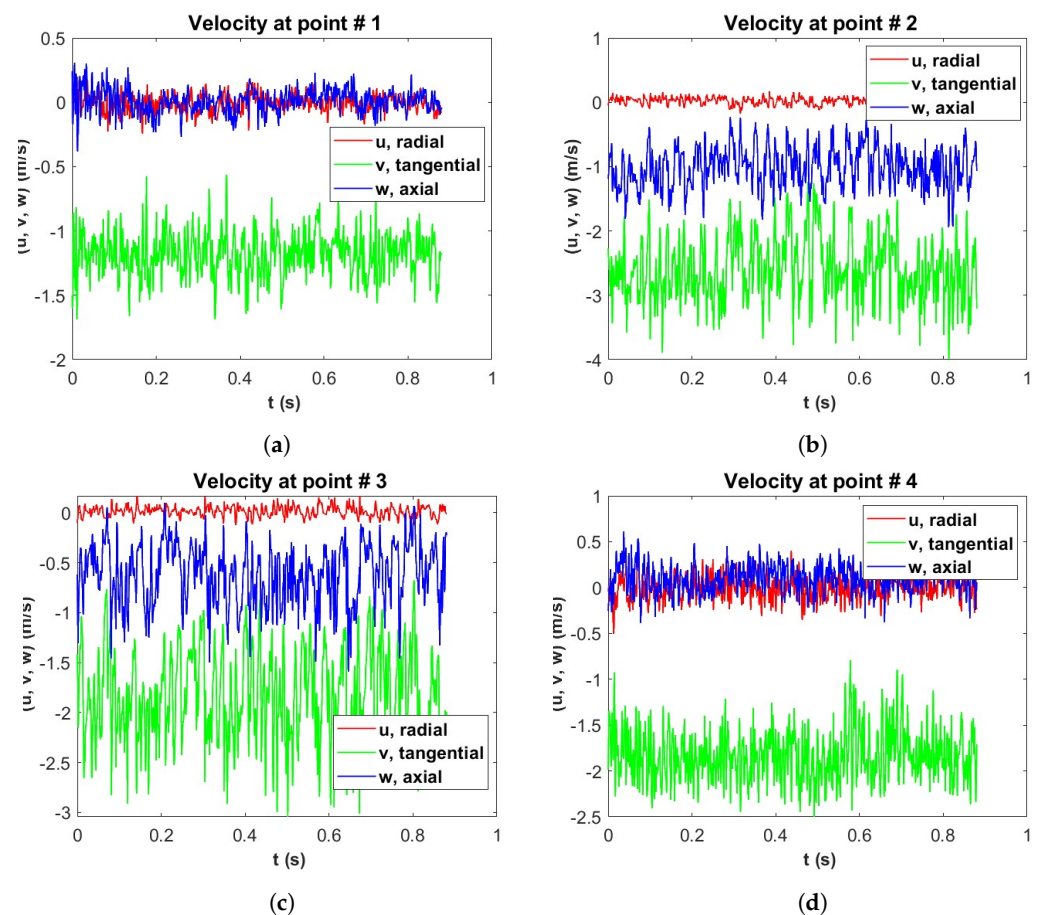 Velocity at point # 1
0.5
0
-0.5
-1
-1.5
-2
(u, v, w) (m/s)
u, radial
v, tangential
w, axial
0 0.2 0.4 0.6 0.8 1
t (s)
(a)
Velocity at point # 2
1
0
-1
-2
-3
-4
(u, v, w) (m/s)
u, radial
v, tangential
w, axial
0 0.2 0.4 0.6 0.8 1
t (s)
(b)
Velocity at point # 3
0
-0.5
-1
-1.5
-2
-2.5
-3
(u, v, w) (m/s)
u, radial
v, tangential
w, axial
0 0.2 0.4 0.6 0.8 1
t (s)
(c)
Velocity at point # 4
1
0.5
0
-0.5
-1
-1.5
-2
-2.5
(u, v, w) (m/s)
u, radial
v, tangential
w, axial
0 0.2 0.4 0.6 0.8 1
t (s)
(d)